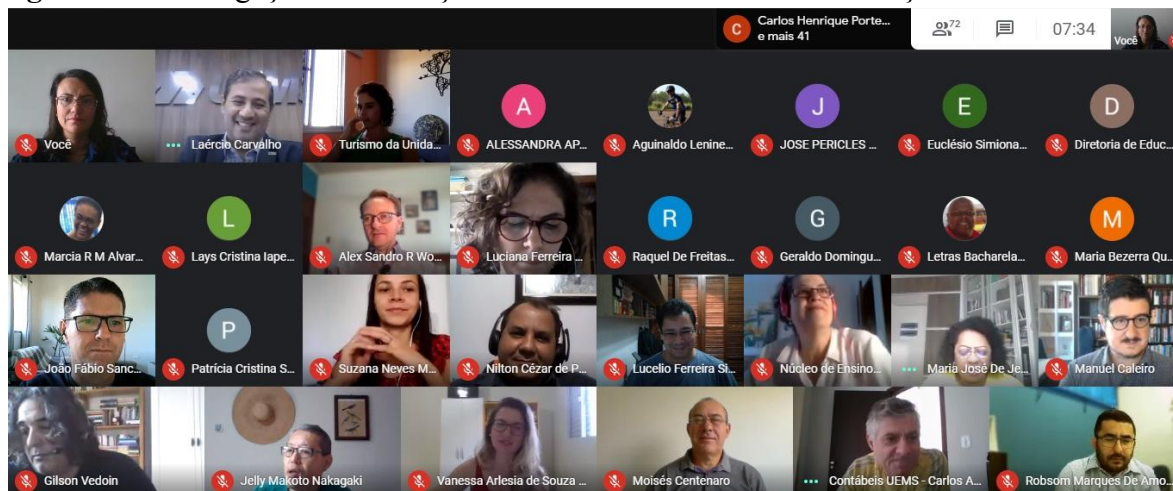 C
Carlos Henrique Porte...
e mais 41
72
07:34
Você
Você
Laércio Carvalho
Turismo da Unida...
A
ALESSANDRA AP...
Aguinaldo Lenine...
J
JOSE PERICLES ...
E
Euclésio Simiona...
D
Diretoria de Educ...
Marcia R M Alvar...
L
Lays Cristina Iape...
Alex Sandro R Wo...
Luciana Ferreira ...
R
Raquel De Freitas...
G
Geraldo Domingu...
Letras Bacharela...
M
Maria Bezerra Qu...
João Fábio Sanc...
P
Patrícia Cristina S...
Suzana Neves M...
Nilton Cézar de P...
Lucelio Ferreira Si...
Núcleo de Ensino...
Maria José De Je...
Manuel Caleiro
Gilson Vedoin
Jelly Makoto Nakagaki
Vanessa Arlesia de Souza ...
Moisés Centenaro
Contábeis UEMS - Carlos A...
Robsom Marques De Amo...